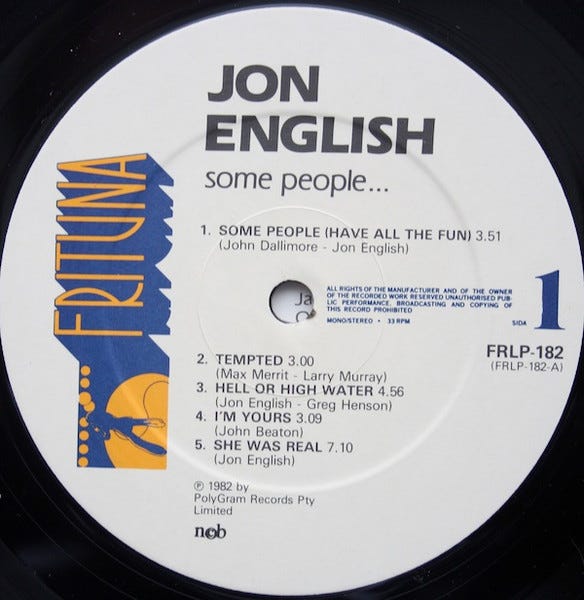 JON
ENGLISH
some people...
1. SOME PEOPLE (HAVE ALL THE FUN) 3.51
(John Dallimore - Jon English)
FRITUNA
ALL RIGHTS OF THE MANUFACTURER AND OF THE OWNER
OF THE RECORDED WORK RESERVED UNAUTHORISED PUB-
LIC PERFORMANCE, BROADCASTING AND COPYING OF
THIS RECORD PROHIBITED
MONO/STEREO • 33 RPM
SIDA 1
FRLP-182
(FRLP-182-A)
2. TEMPTED 3.00
(Max Merrit - Larry Murray)
3. HELL OR HIGH WATER 4.56
(Jon English - Greg Henson)
4. I'M YOURS 3.09
(John Beaton)
5. SHE WAS REAL 7.10
(Jon English)
℗ 1982 by
PolyGram Records Pty
Limited
n©b